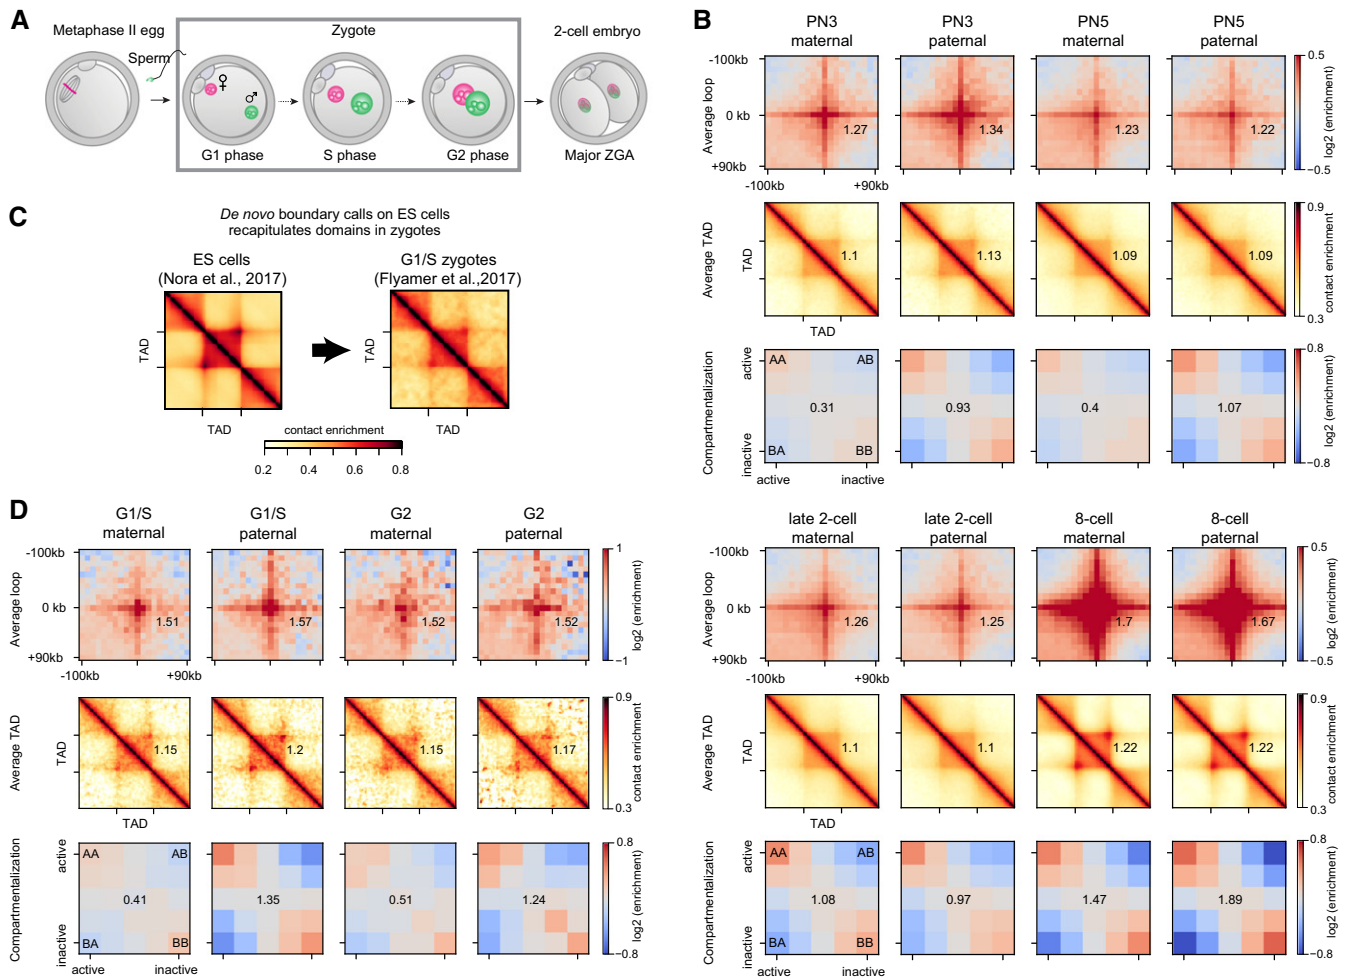 A
Metaphase II egg
Zygote
2-cell embryo
Sperm
♀
♂
G1 phase
S phase
G2 phase
Major ZGA
B
PN3
maternal
PN3
paternal
PN5
maternal
PN5
paternal
Average loop
-100kb
0 kb
+90kb
1.27
1.34
1.23
1.22
0.5
−0.5
log2 (enrichment)
-100kb
+90kb
Average TAD
TAD
1.1
1.13
1.09
1.09
0.9
0.3
contact enrichment
TAD
Compartmentalization
active
inactive
AA
AB
BA
BB
0.31
0.93
0.4
1.07
0.8
−0.8
log2 (enrichment)
active
inactive
C
De novo boundary calls on ES cells
recapitulates domains in zygotes
ES cells
(Nora et al., 2017)
G1/S zygotes
(Flyamer et al.,2017)
TAD
TAD
TAD
TAD
contact enrichment
0.2 0.4 0.6 0.8
D
G1/S
maternal
G1/S
paternal
G2
maternal
G2
paternal
Average loop
-100kb
0 kb
+90kb
1.51
1.57
1.52
1.52
1
−1
log2 (enrichment)
-100kb
+90kb
Average TAD
TAD
1.15
1.2
1.15
1.17
0.9
0.3
contact enrichment
TAD
Compartmentalization
active
inactive
AA
AB
BA
BB
0.41
1.35
0.51
1.24
0.8
−0.8
log2 (enrichment)
active
inactive
late 2-cell
maternal
late 2-cell
paternal
8-cell
maternal
8-cell
paternal
Average loop
-100kb
0 kb
+90kb
1.26
1.25
1.7
1.67
0.5
−0.5
log2 (enrichment)
-100kb
+90kb
Average TAD
TAD
1.1
1.1
1.22
1.22
0.9
0.3
contact enrichment
TAD
Compartmentalization
active
inactive
AA
AB
BA
BB
1.08
0.97
1.47
1.89
0.8
−0.8
log2 (enrichment)
active
inactive